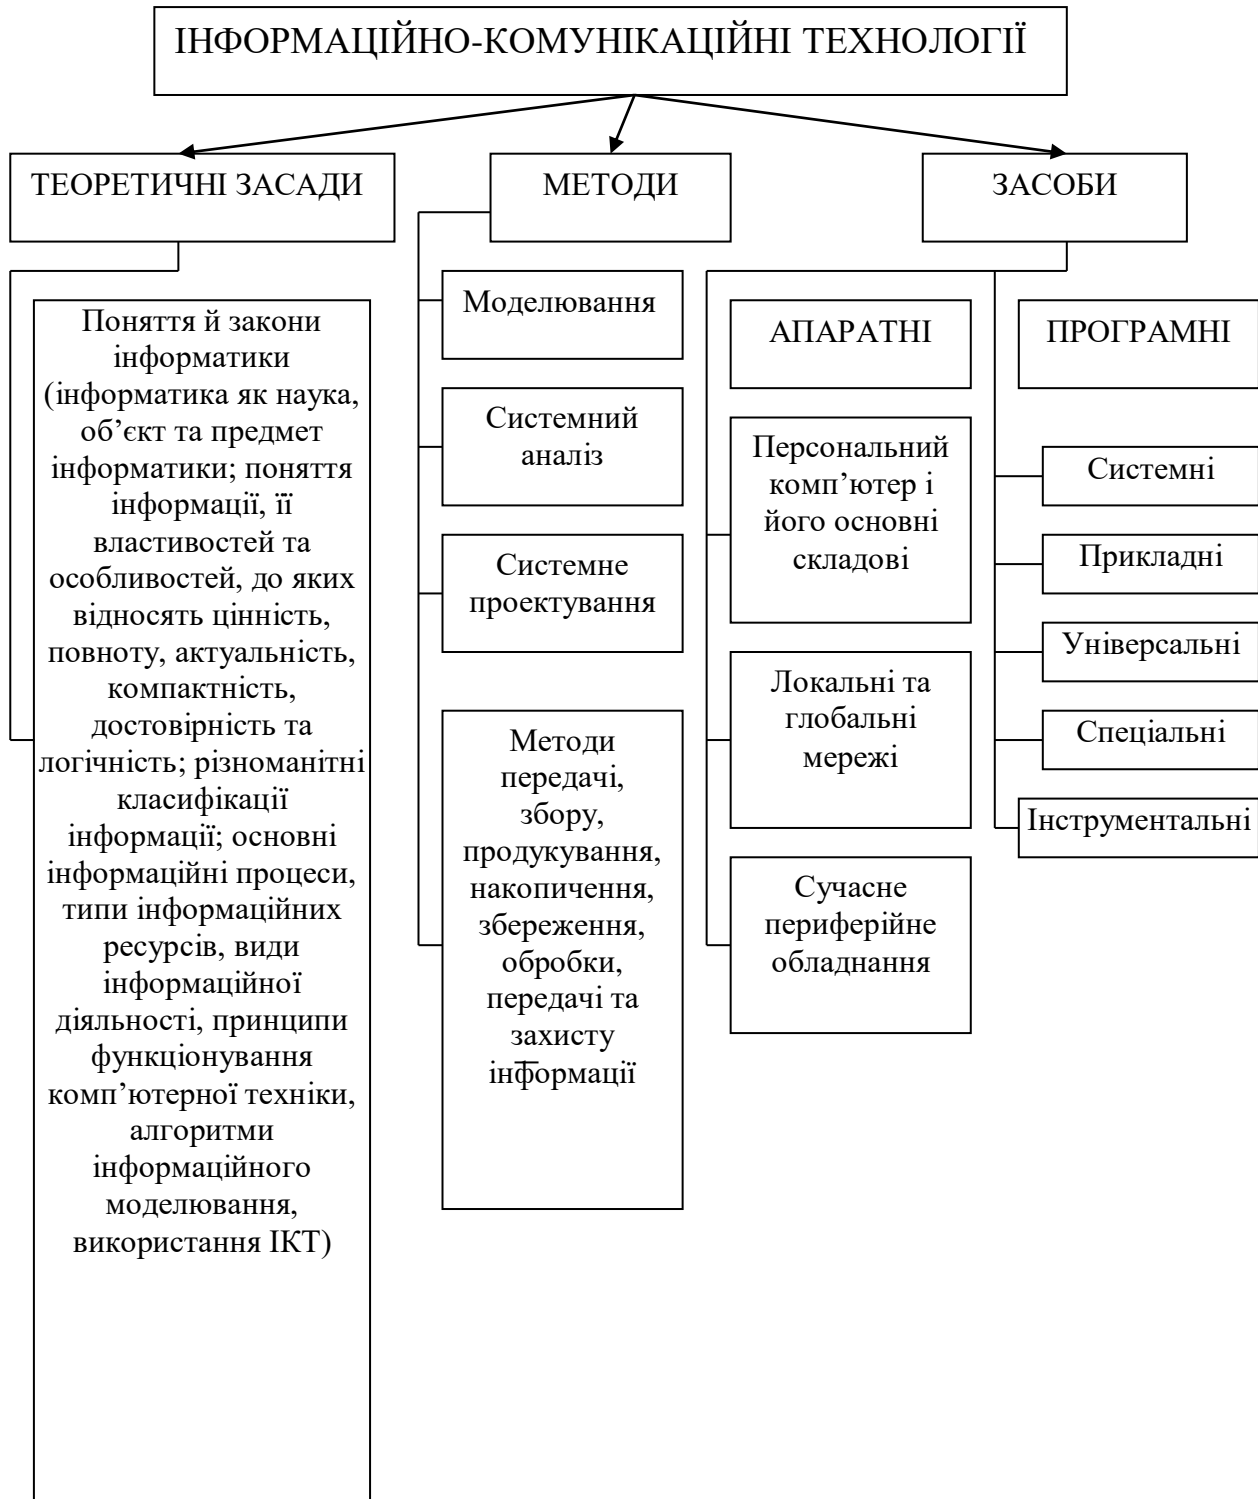 ІНФОРМАЦІЙНО-КОМУНІКАЦІЙНІ ТЕХНОЛОГІЇ
ТЕОРЕТИЧНІ ЗАСАДИ
МЕТОДИ
ЗАСОБИ
Поняття й закони
інформатики
(інформатика як наука,
об’єкт та предмет
інформатики; поняття
інформації, її
властивостей та
особливостей, до яких
відносять цінність,
повноту, актуальність,
компактність,
достовірність та
логічність; різноманітні
класифікації
інформації; основні
інформаційні процеси,
типи інформаційних
ресурсів, види
інформаційної
діяльності, принципи
функціонування
комп’ютерної техніки,
алгоритми
інформаційного
моделювання,
використання ІКТ)
Моделювання
Системний
аналіз
Системне
проектування
Методи
передачі,
збору,
продукування,
накопичення,
збереження,
обробки,
передачі та
захисту
інформації
АПАРАТНІ
Персональний
комп’ютер і
його основні
складові
Локальні та
глобальні
мережі
Сучасне
периферійне
обладнання
ПРОГРАМНІ
Системні
Прикладні
Універсальні
Спеціальні
Інструментальні